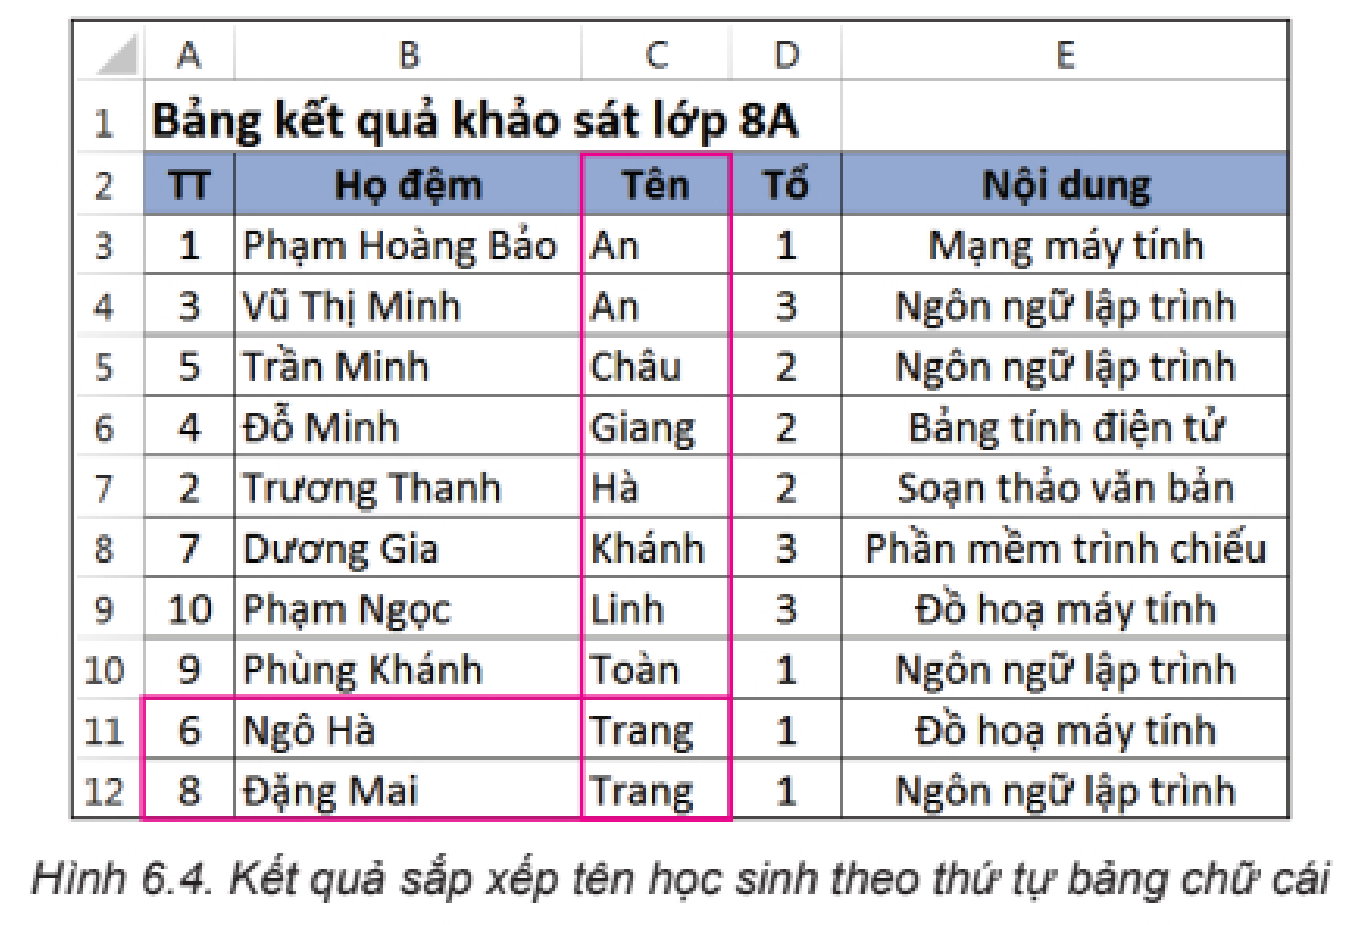 A B C D E
1 Bảng kết quả khảo sát lớp 8A
2 TT Họ đệm Tên Tổ Nội dung
3 1 Phạm Hoàng Bảo An 1 Mạng máy tính
4 3 Vũ Thị Minh An 3 Ngôn ngữ lập trình
5 5 Trần Minh Châu 2 Ngôn ngữ lập trình
6 4 Đỗ Minh Giang 2 Bảng tính điện tử
7 2 Trương Thanh Hà 2 Soạn thảo văn bản
8 7 Dương Gia Khánh 3 Phần mềm trình chiếu
9 10 Phạm Ngọc Linh 3 Đồ hoạ máy tính
10 9 Phùng Khánh Toàn 1 Ngôn ngữ lập trình
11 6 Ngô Hà Trang 1 Đồ hoạ máy tính
12 8 Đặng Mai Trang 1 Ngôn ngữ lập trình
Hình 6.4. Kết quả sắp xếp tên học sinh theo thứ tự bảng chữ cái